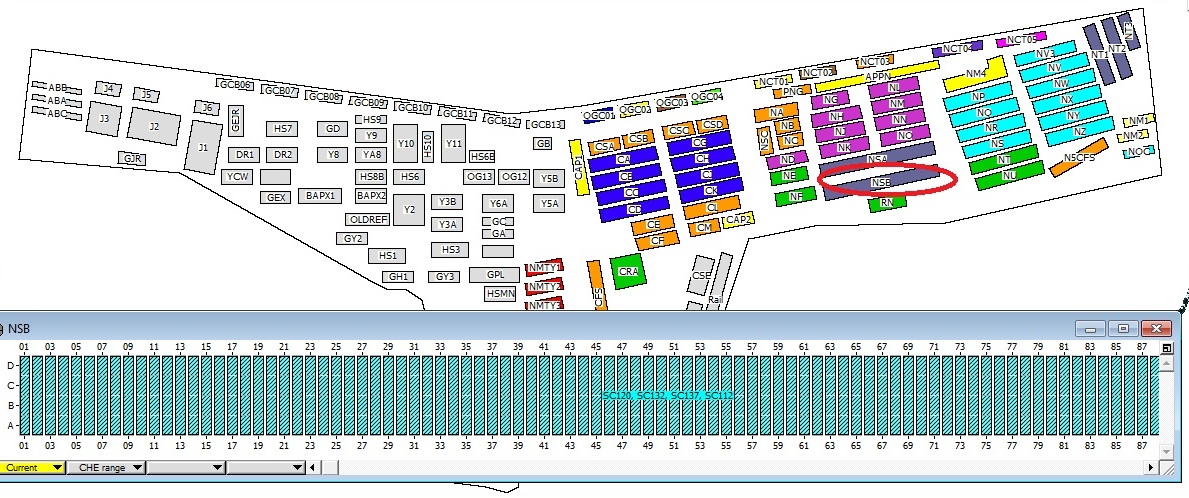 NCT05 NT3
NCT04 NV3 NT1 NT2
NCT03 NV
NCT02 NM4
NCT01 APPN NW
ABB J4 J5 GCB06 GCB07 GCB08 GCB09 GCB10 GCB11 GCB12 GCB13 PNG NG NL NP NX
ABA J6 OGC01 OGC02 OGC03 OGC04 NH NM NQ NY
ABC J3 J2 GEJR HS9 NA NJ NN NR NZ NM1
HS7 GD Y9 Y10 HS10 Y11 GB CSA CSB CSC CSD NSC NB NC NK NO NS NM2
GJR J1 DR1 DR2 Y8 YA8 HS6B CAP1 CA CG ND NSA NT N5CFS NOC
YCW HS8B HS6 OG13 OG12 Y5B CB CH NE NSB NU
GEX BAPX1 BAPX2 Y3B Y6A Y5A CC CJ CK NF RN
OLDREF Y2 Y3A GC GA CD CL CAP2
GY2 HS3 CE CF CM
HS1
GH1 GY3 GPL NMTY1 CRA CSE
HSMN NMTY2 CFS Rail
NMTY3
NSB
01 03 05 07 09 11 13 15 17 19 21 23 25 27 29 31 33 35 37 39 41 43 45 47 49 51 53 55 57 59 61 63 65 67 69 71 73 75 77 79 81 83 85 87
D
C
SC120, SC132, SC137, SC112
B
A
01 03 05 07 09 11 13 15 17 19 21 23 25 27 29 31 33 35 37 39 41 43 45 47 49 51 53 55 57 59 61 63 65 67 69 71 73 75 77 79 81 83 85 87
Current CHE range